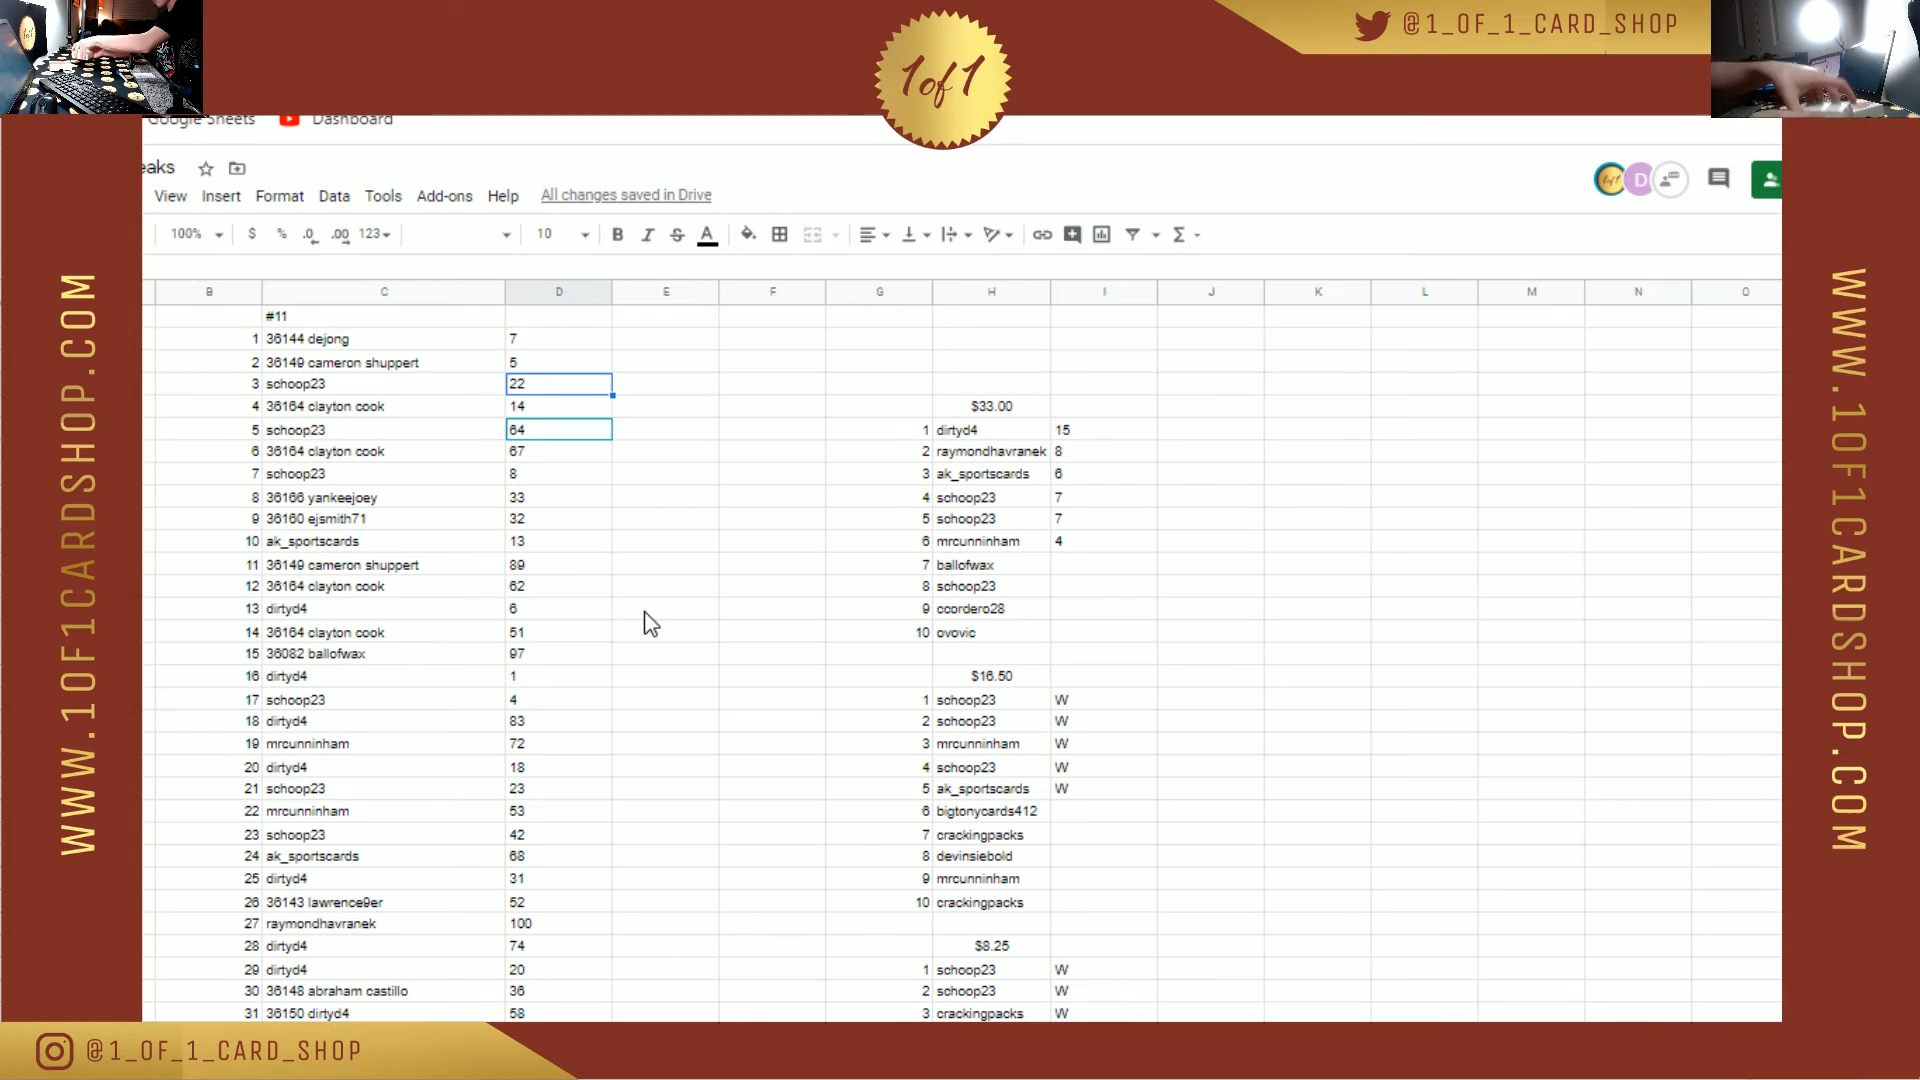 @1_OF_1_CARD_SHOP
1of1
Google Sheets Dashboard
eaks
View Insert Format Data Tools Add-ons Help All changes saved in Drive
D
100% $ % .0 .00 123 10 B I S A Σ
B C D E F G H I J K L M N O
#11
1 36144 dejong 7
2 36149 cameron shuppert 5
3 schoop23 22
4 36164 clayton cook 14 $33.00
5 schoop23 64 1 dirtyd4 15
6 36164 clayton cook 67 2 raymondhavranek 8
7 schoop23 8 3 ak_sportscards 6
8 36166 yankeejoey 33 4 schoop23 7
9 36160 ejsmith71 32 5 schoop23 7
10 ak_sportscards 13 6 mrcunninham 4
11 36149 cameron shuppert 89 7 ballofwax
12 36164 clayton cook 62 8 schoop23
13 dirtyd4 6 9 ccordero28
14 36164 clayton cook 51 10 ovovic
15 36082 ballofwax 97
16 dirtyd4 1 $16.50
17 schoop23 4 1 schoop23 W
18 dirtyd4 83 2 schoop23 W
19 mrcunninham 72 3 mrcunninham W
20 dirtyd4 18 4 schoop23 W
21 schoop23 23 5 ak_sportscards W
22 mrcunninham 53 6 bigtonycards412
23 schoop23 42 7 crackingpacks
24 ak_sportscards 68 8 devinsiebold
25 dirtyd4 31 9 mrcunninham
26 36143 lawrence9er 52 10 crackingpacks
27 raymondhavranek 100
28 dirtyd4 74 $8.25
29 dirtyd4 20 1 schoop23 W
30 36148 abraham castillo 36 2 schoop23 W
31 36150 dirtyd4 58 3 crackingpacks W
WWW.1OF1CARDSHOP.COM
WWW.1OF1CARDSHOP.COM
@1_OF_1_CARD_SHOP